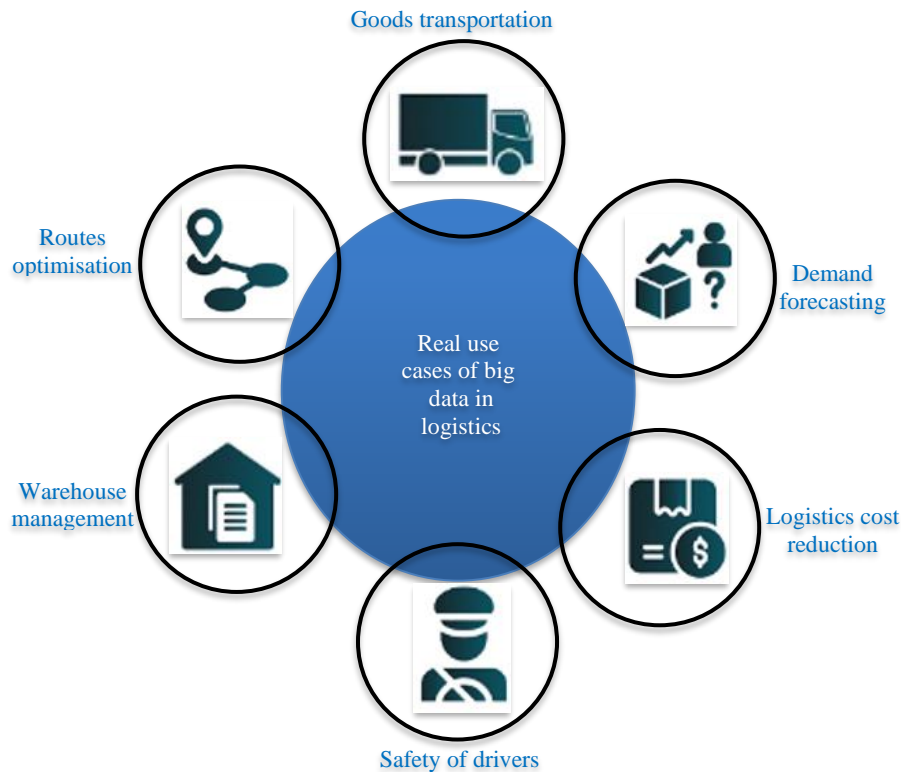 Goods transportation
Routes
optimisation
Demand
forecasting
Real use
cases of big
data in
logistics
Warehouse
management
Logistics cost
reduction
$
Safety of drivers